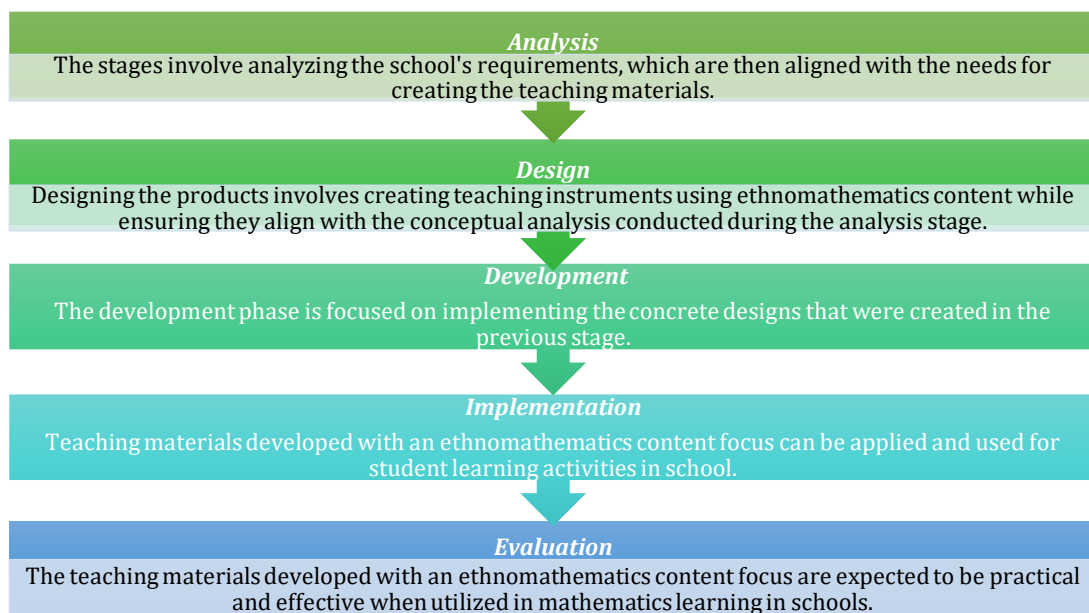 Analysis
The stages involve analyzing the school's requirements, which are then aligned with the needs for
creating the teaching materials.
Design
Designing the products involves creating teaching instruments using ethnomathematics content while
ensuring they align with the conceptual analysis conducted during the analysis stage.
Development
The development phase is focused on implementing the concrete designs that were created in the
previous stage.
Implementation
Teaching materials developed with an ethnomathematics content focus can be applied and used for
student learning activities in school.
Evaluation
The teaching materials developed with an ethnomathematics content focus are expected to be practical
and effective when utilized in mathematics learning in schools.